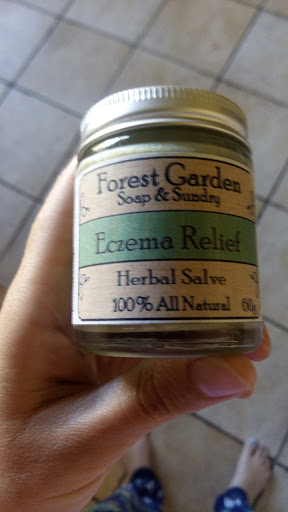 Forest Garden
Soap & Sundry
Eczema Relief
Herbal Salve
100% All Natural 60g